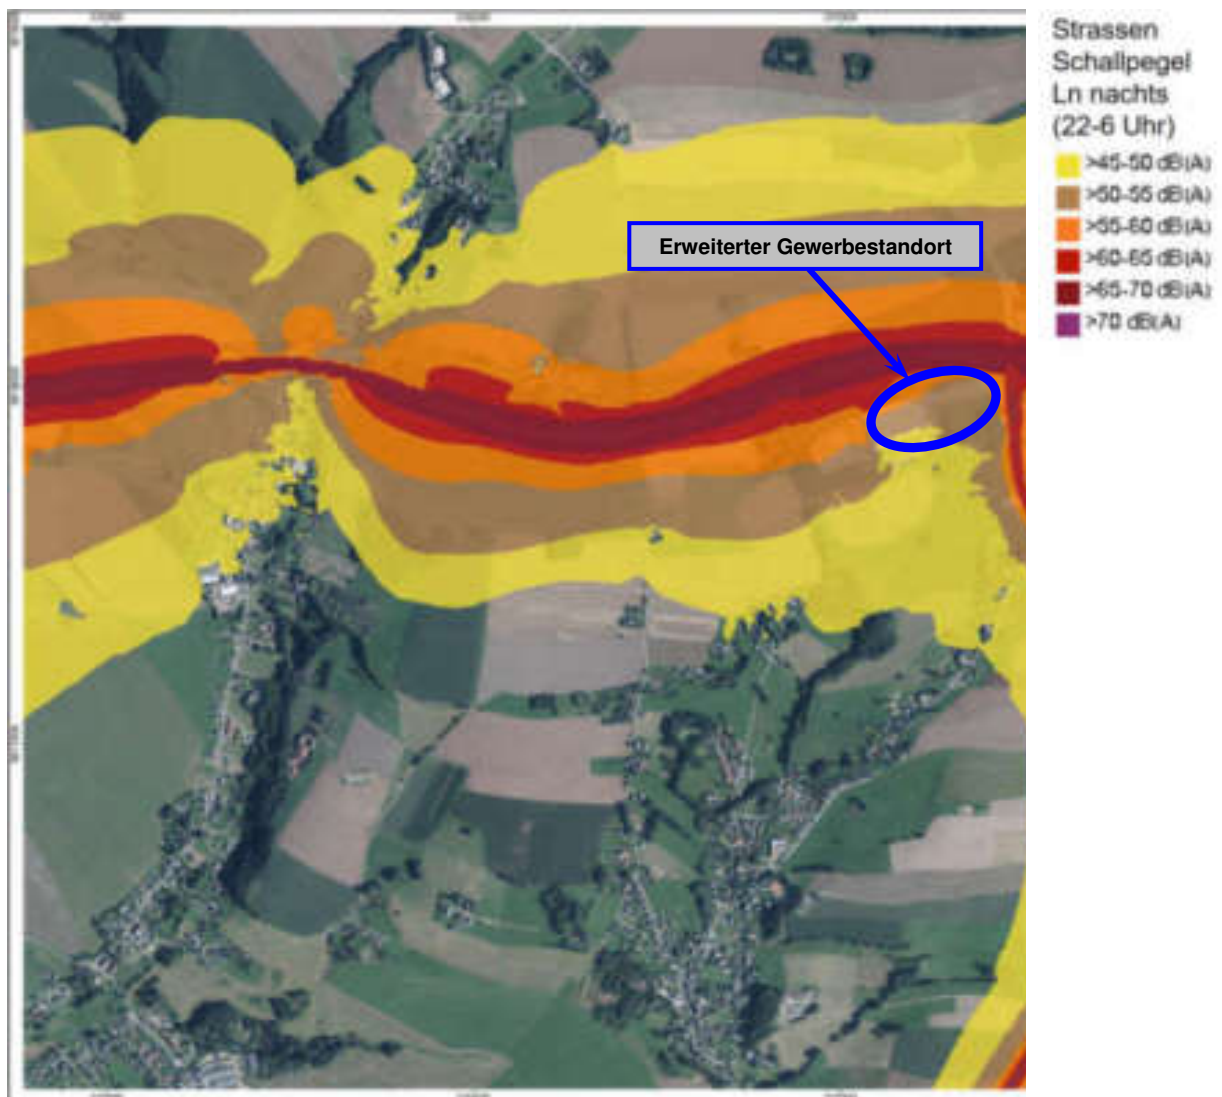 Strassen
Schallpegel
Ln nachts
(22-6 Uhr)
>45-50 dB(A)
>50-55 dB(A)
>55-60 dB(A)
>60-65 dB(A)
>65-70 dB(A)
>70 dB(A)
Erweiterter Gewerbestandort